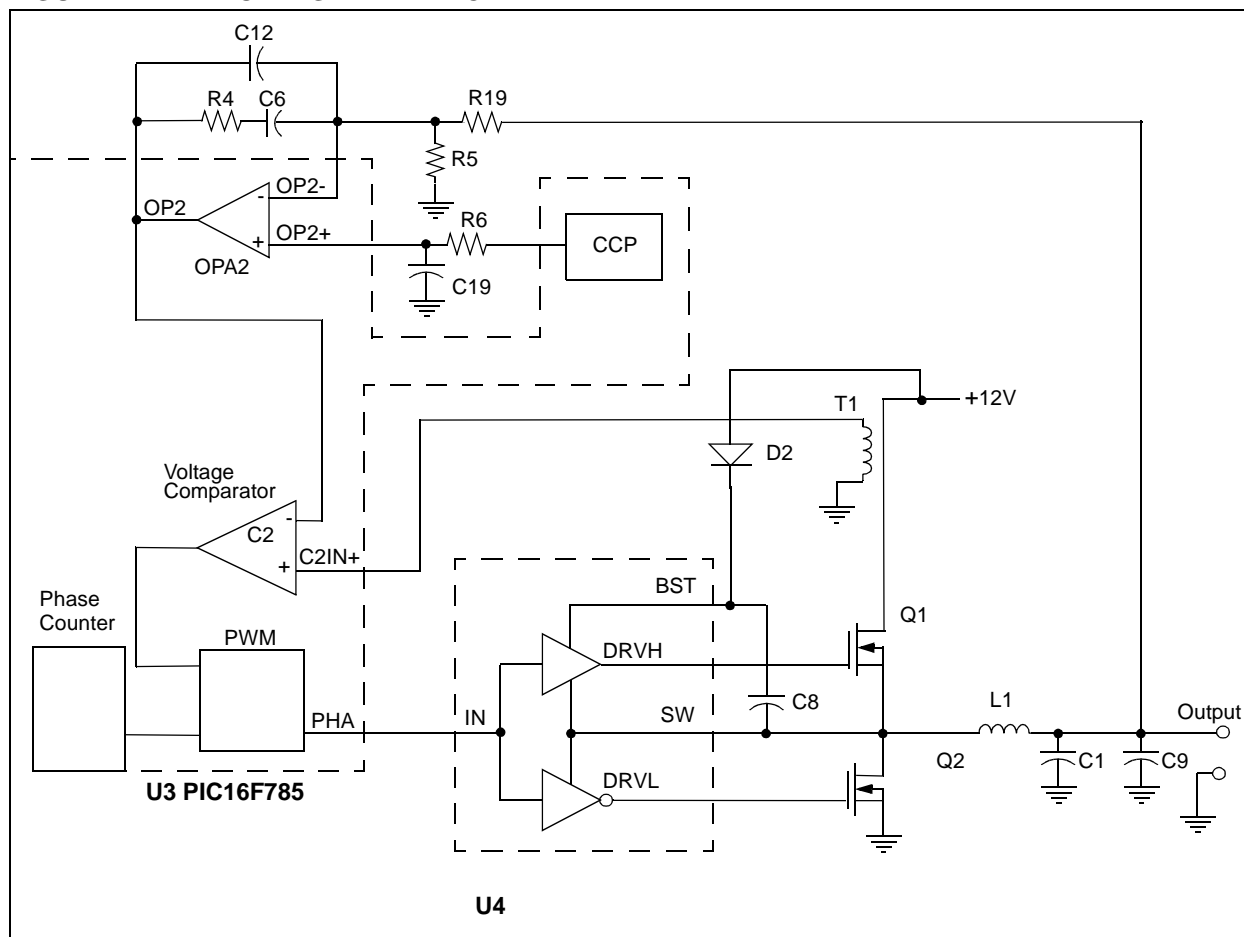 C12
R4
C6
R19
R5
OP2-
OP2
R6
OP2+
CCP
OPA2
C19
+12V
T1
D2
Voltage
Comparator
C2
C2IN+
-
+
-
+
Phase
Counter
BST
Q1
PWM
DRVH
C8
L1
PHA
IN
SW
Output
Q2
C1
C9
DRVL
U3 PIC16F785
U4